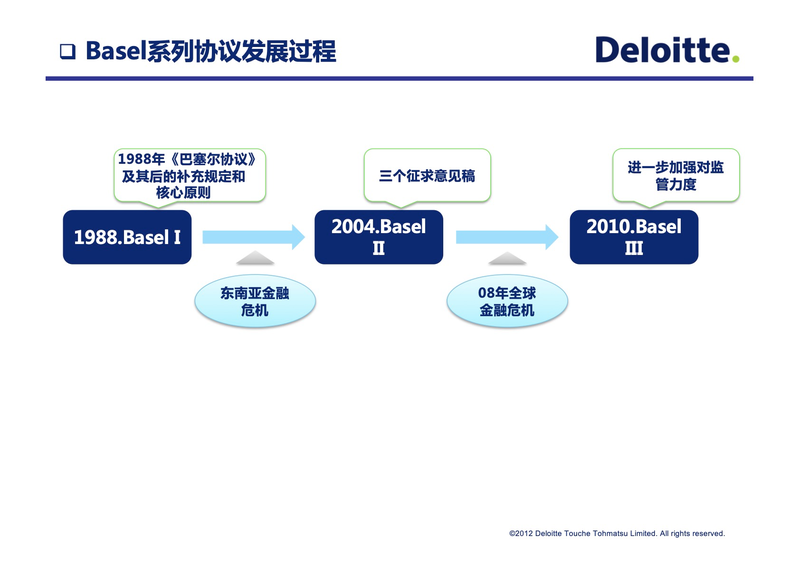 ❑ Basel系列协议发展过程
Deloitte.
1988年《巴塞尔协议》
及其后的补充规定和
核心原则
三个征求意见稿
进一步加强对监
管力度
1988.Basel I
2004.Basel
II
2010.Basel
III
东南亚金融
危机
08年全球
金融危机
©2012 Deloitte Touche Tohmatsu Limited. All rights reserved.